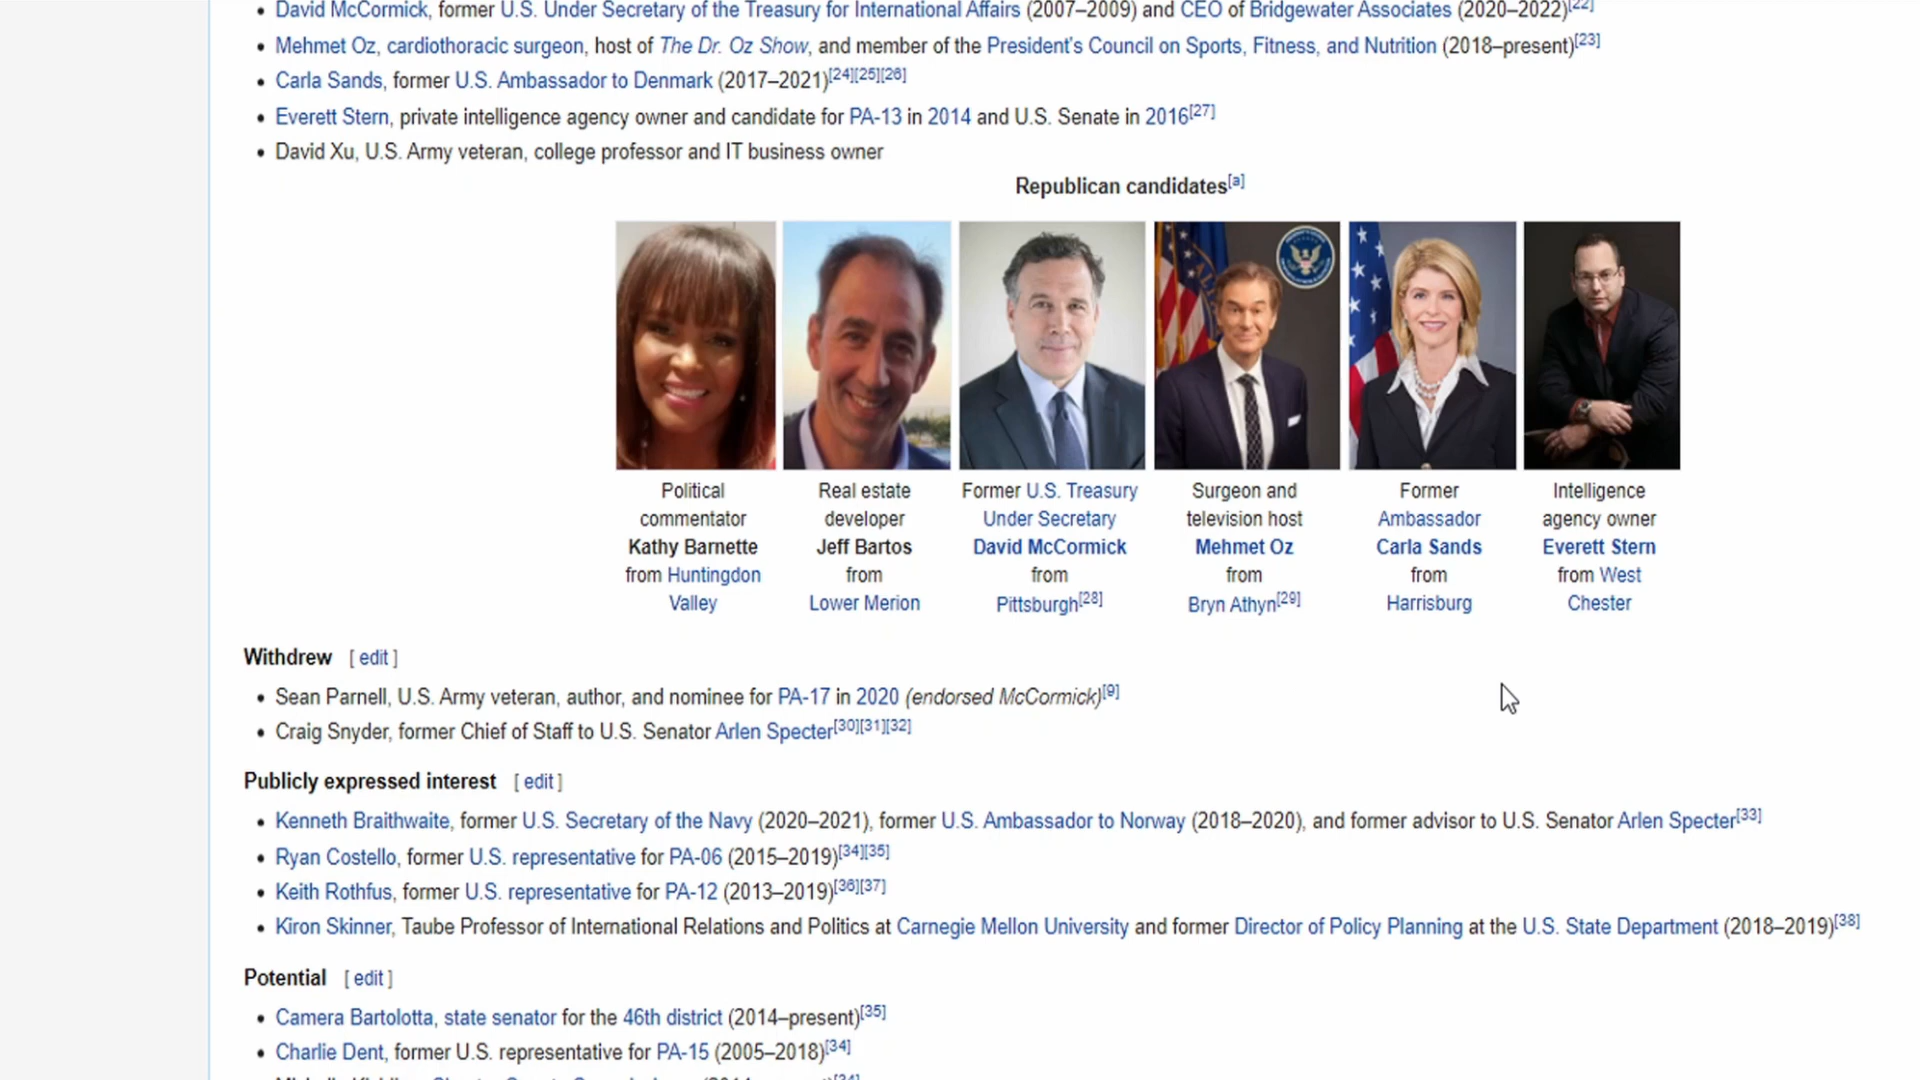 David McCormick, former U.S. Under Secretary of the Treasury for International Affairs (2007–2009) and CEO of Bridgewater Associates (2020–2022)[22]
Mehmet Oz, cardiothoracic surgeon, host of The Dr. Oz Show, and member of the President's Council on Sports, Fitness, and Nutrition (2018–present)[23]
Carla Sands, former U.S. Ambassador to Denmark (2017–2021)[24][25][26]
Everett Stern, private intelligence agency owner and candidate for PA-13 in 2014 and U.S. Senate in 2016[27]
David Xu, U.S. Army veteran, college professor and IT business owner
Republican candidates[a]
Political
commentator
Kathy Barnette
from Huntingdon
Valley
Real estate
developer
Jeff Bartos
from
Lower Merion
Former U.S. Treasury
Under Secretary
David McCormick
from
Pittsburgh[28]
Surgeon and
television host
Mehmet Oz
from
Bryn Athyn[29]
Former
Ambassador
Carla Sands
from
Harrisburg
Intelligence
agency owner
Everett Stern
from West
Chester
Withdrew [ edit ]
Sean Parnell, U.S. Army veteran, author, and nominee for PA-17 in 2020 (endorsed McCormick)[9]
Craig Snyder, former Chief of Staff to U.S. Senator Arlen Specter[30][31][32]
Publicly expressed interest [ edit ]
Kenneth Braithwaite, former U.S. Secretary of the Navy (2020–2021), former U.S. Ambassador to Norway (2018–2020), and former advisor to U.S. Senator Arlen Specter[33]
Ryan Costello, former U.S. representative for PA-06 (2015–2019)[34][35]
Keith Rothfus, former U.S. representative for PA-12 (2013–2019)[36][37]
Kiron Skinner, Taube Professor of International Relations and Politics at Carnegie Mellon University and former Director of Policy Planning at the U.S. State Department (2018–2019)[38]
Potential [ edit ]
Camera Bartolotta, state senator for the 46th district (2014–present)[35]
Charlie Dent, former U.S. representative for PA-15 (2005–2018)[34]